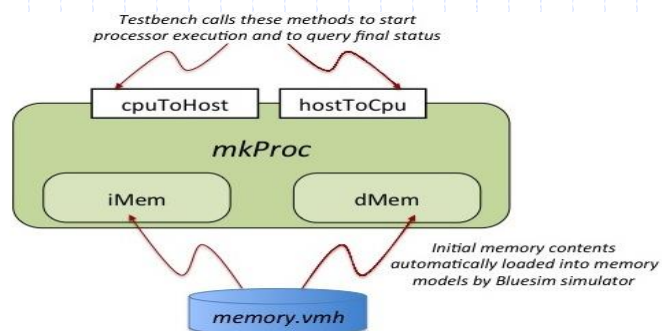 Testbench calls these methods to start
processor execution and to query final status
cpuToHost
hostToCpu
mkProc
iMem
dMem
Initial memory contents
automatically loaded into memory
models by Bluesim simulator
memory.vmh